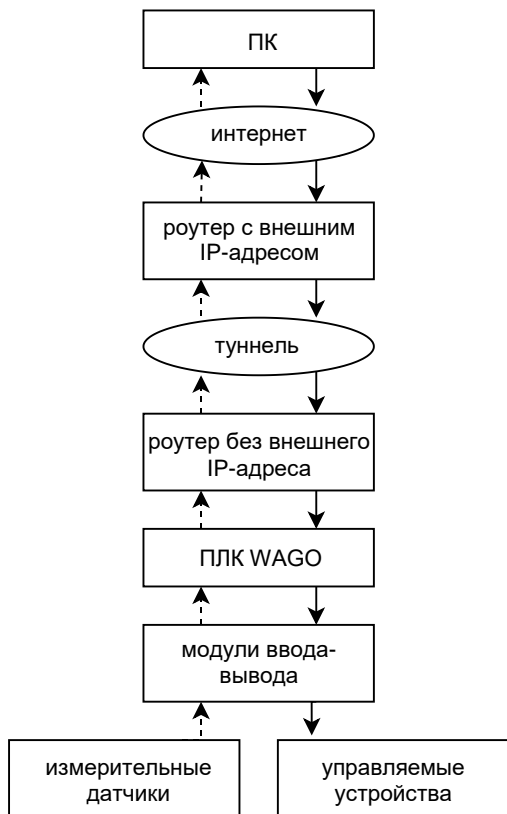 ПК
интернет
роутер с внешним
IP-адресом
туннель
роутер без внешнего
IP-адреса
ПЛК WAGO
модули ввода-
вывода
измерительные
датчики
управляемые
устройства